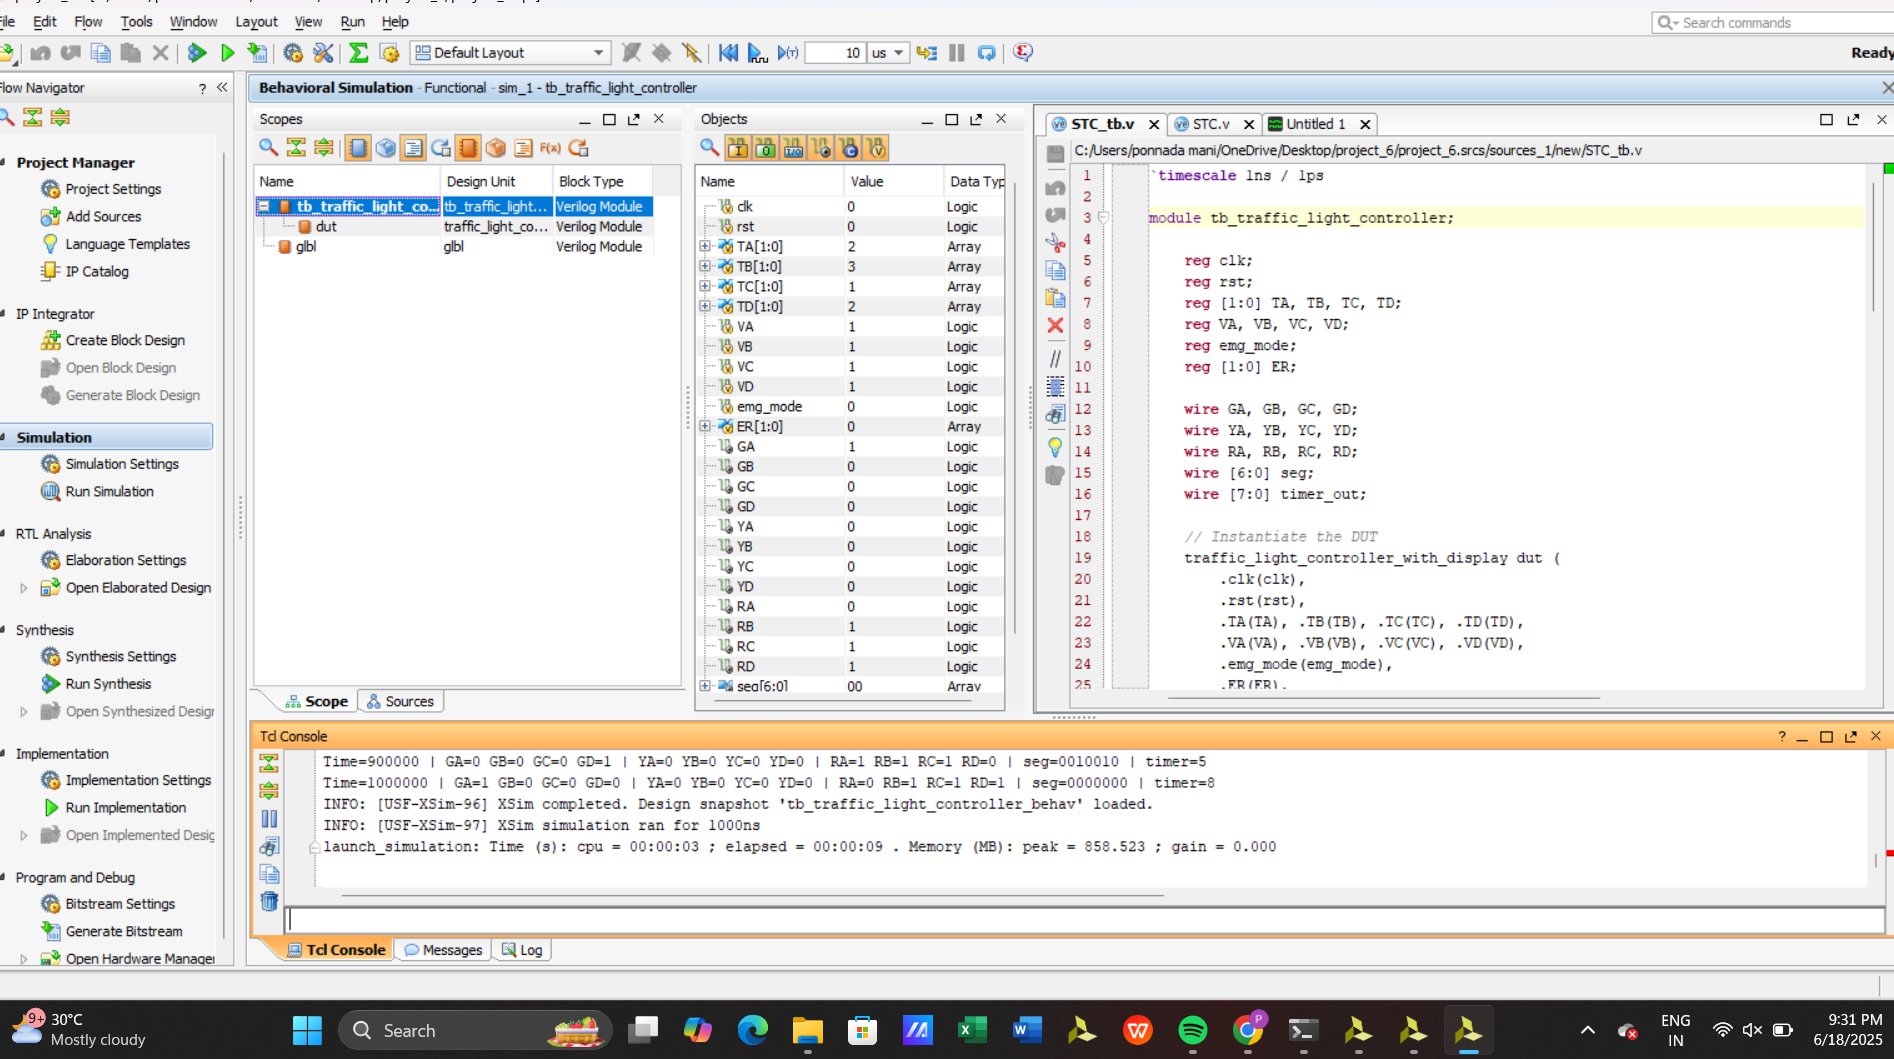 File Edit Flow Tools Window Layout View Run Help
Search commands
Default Layout
10 us
Ready
Flow Navigator
Behavioral Simulation - Functional - sim_1 - tb_traffic_light_controller
Project Manager
Project Settings
Add Sources
Language Templates
IP Catalog
IP Integrator
Create Block Design
Open Block Design
Generate Block Design
Simulation
Simulation Settings
Run Simulation
RTL Analysis
Elaboration Settings
Open Elaborated Design
Synthesis
Synthesis Settings
Run Synthesis
Open Synthesized Desigr
Implementation
Implementation Settings
Run Implementation
Open Implemented Desig
Program and Debug
Bitstream Settings
Generate Bitstream
Open Hardware Manager
Scopes
F(x)
Name Design Unit Block Type
tb_traffic_light_co... tb_traffic_light... Verilog Module
dut traffic_light_co... Verilog Module
glbl glbl Verilog Module
Scope Sources
Objects
Name Value Data Typ
clk 0 Logic
rst 0 Logic
TA[1:0] 2 Array
TB[1:0] 3 Array
TC[1:0] 1 Array
TD[1:0] 2 Array
VA 1 Logic
VB 1 Logic
VC 1 Logic
VD 1 Logic
emg_mode 0 Logic
ER[1:0] 0 Array
GA 1 Logic
GB 0 Logic
GC 0 Logic
GD 0 Logic
YA 0 Logic
YB 0 Logic
YC 0 Logic
YD 0 Logic
RA 0 Logic
RB 1 Logic
RC 1 Logic
RD 1 Logic
seg[6:0] 00 Array
STC_tb.v STC.v Untitled 1
C:/Users/ponnada mani/OneDrive/Desktop/project_6/project_6.srcs/sources_1/new/STC_tb.v
1 `timescale 1ns / 1ps
2
3 module tb_traffic_light_controller;
4
5 reg clk;
6 reg rst;
7 reg [1:0] TA, TB, TC, TD;
8 reg VA, VB, VC, VD;
9 reg emg_mode;
10 reg [1:0] ER;
11
12 wire GA, GB, GC, GD;
13 wire YA, YB, YC, YD;
14 wire RA, RB, RC, RD;
15 wire [6:0] seg;
16 wire [7:0] timer_out;
17
18 // Instantiate the DUT
19 traffic_light_controller_with_display dut (
20 .clk(clk),
21 .rst(rst),
22 .TA(TA), .TB(TB), .TC(TC), .TD(TD),
23 .VA(VA), .VB(VB), .VC(VC), .VD(VD),
24 .emg_mode(emg_mode),
25 .ER(ER),
Tcl Console
Time=900000 | GA=0 GB=0 GC=0 GD=1 | YA=0 YB=0 YC=0 YD=0 | RA=1 RB=1 RC=1 RD=0 | seg=0010010 | timer=5
Time=1000000 | GA=1 GB=0 GC=0 GD=0 | YA=0 YB=0 YC=0 YD=0 | RA=0 RB=1 RC=1 RD=1 | seg=0000000 | timer=8
INFO: [USF-XSim-96] XSim completed. Design snapshot 'tb_traffic_light_controller_behav' loaded.
INFO: [USF-XSim-97] XSim simulation ran for 1000ns
launch_simulation: Time (s): cpu = 00:00:03 ; elapsed = 00:00:09 . Memory (MB): peak = 858.523 ; gain = 0.000
Tcl Console Messages Log
9+
30°C
Mostly cloudy
Search
P
ENG
IN
9:31 PM
6/18/2025